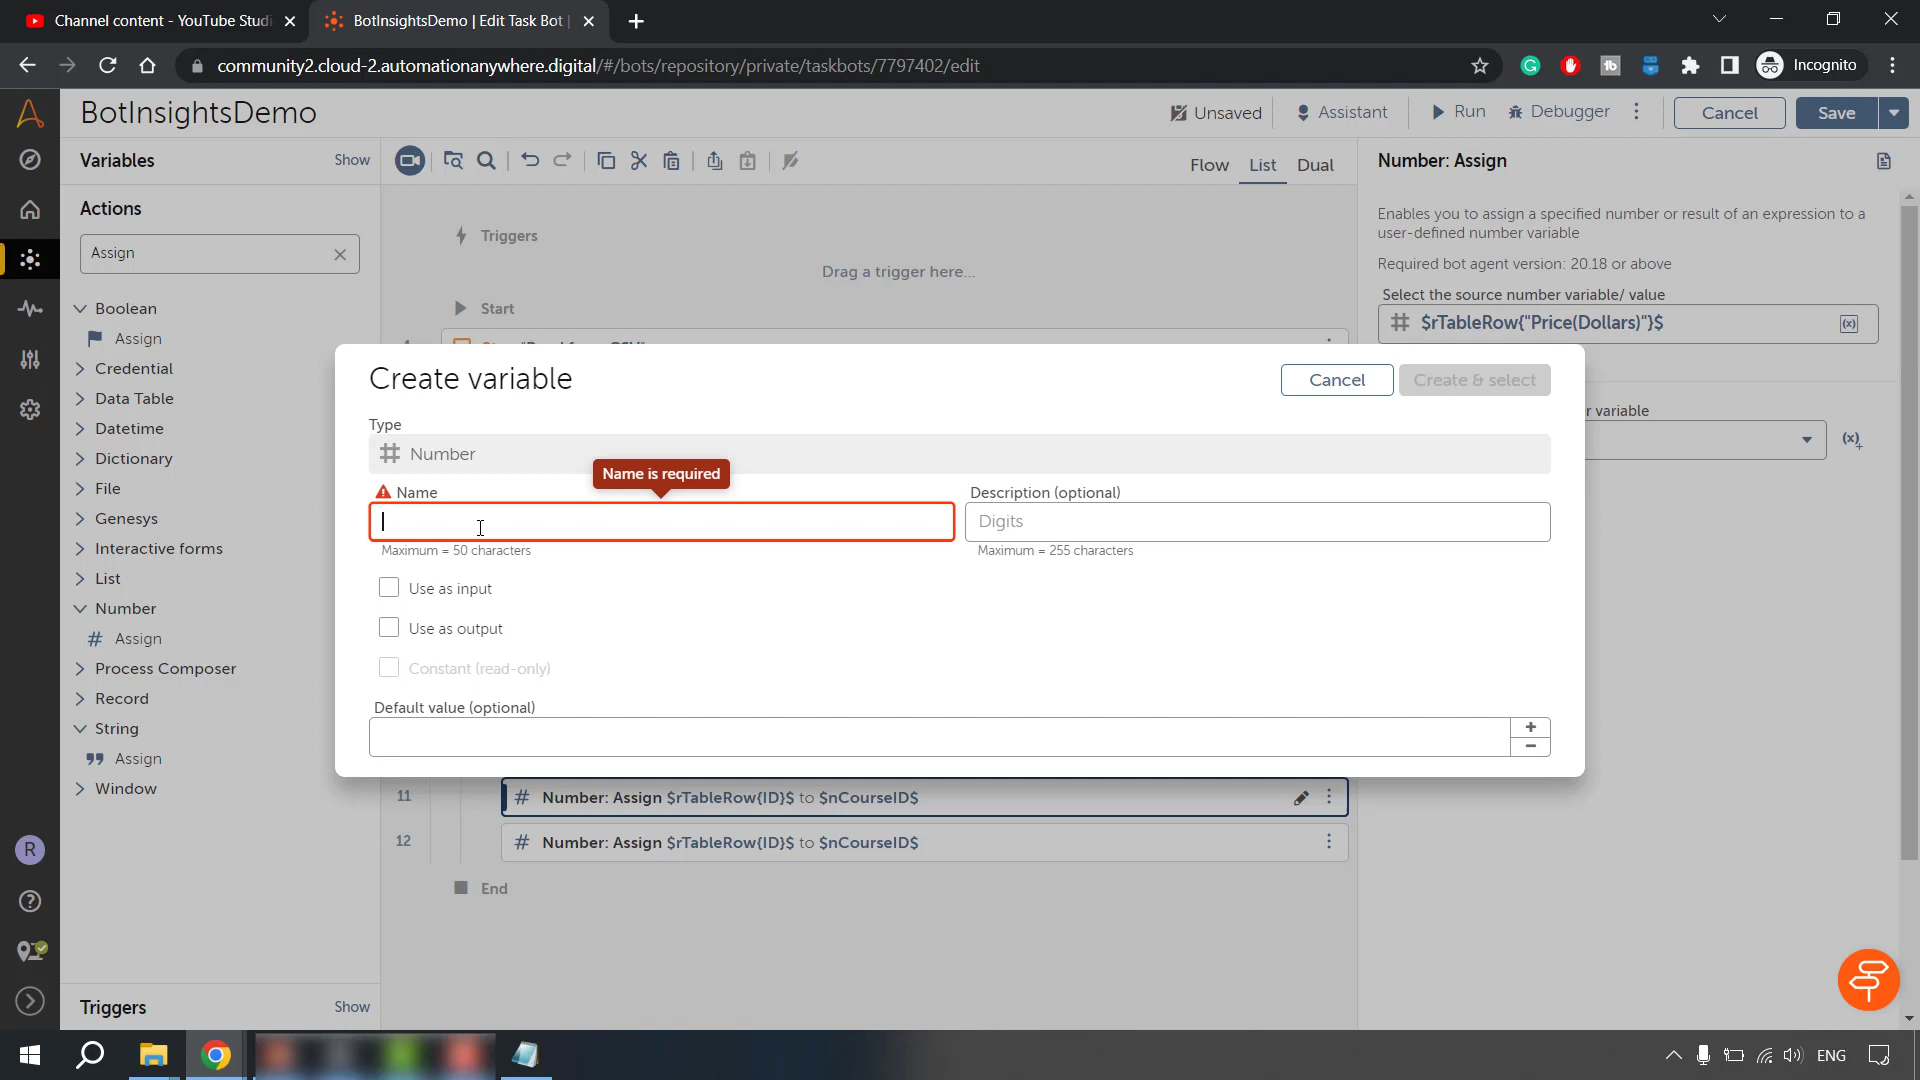 Channel content - YouTube Studi
BotInsightsDemo | Edit Task Bot |
community2.cloud-2.automationanywhere.digital/#/bots/repository/private/taskbots/7797402/edit
Incognito
BotInsightsDemo
Unsaved
Assistant
Run
Debugger
Cancel
Save
Variables
Show
Flow
List
Dual
Number: Assign
Actions
Assign
Enables you to assign a specified number or result of an expression to a
user-defined number variable
Required bot agent version: 20.18 or above
Select the source number variable/ value
$rTableRow{"Price(Dollars)"}$
(x)
r variable
(x)+
Triggers
Drag a trigger here...
Start
Boolean
Assign
Credential
Data Table
Datetime
Dictionary
File
Genesys
Interactive forms
List
Number
Assign
Process Composer
Record
String
Assign
Window
Create variable
Cancel
Create & select
Type
Number
Name is required
Name
Maximum = 50 characters
Description (optional)
Digits
Maximum = 255 characters
Use as input
Use as output
Constant (read-only)
Default value (optional)
11
Number: Assign $rTableRow{ID}$ to $nCourseID$
12
Number: Assign $rTableRow{ID}$ to $nCourseID$
End
R
Triggers
Show
ENG